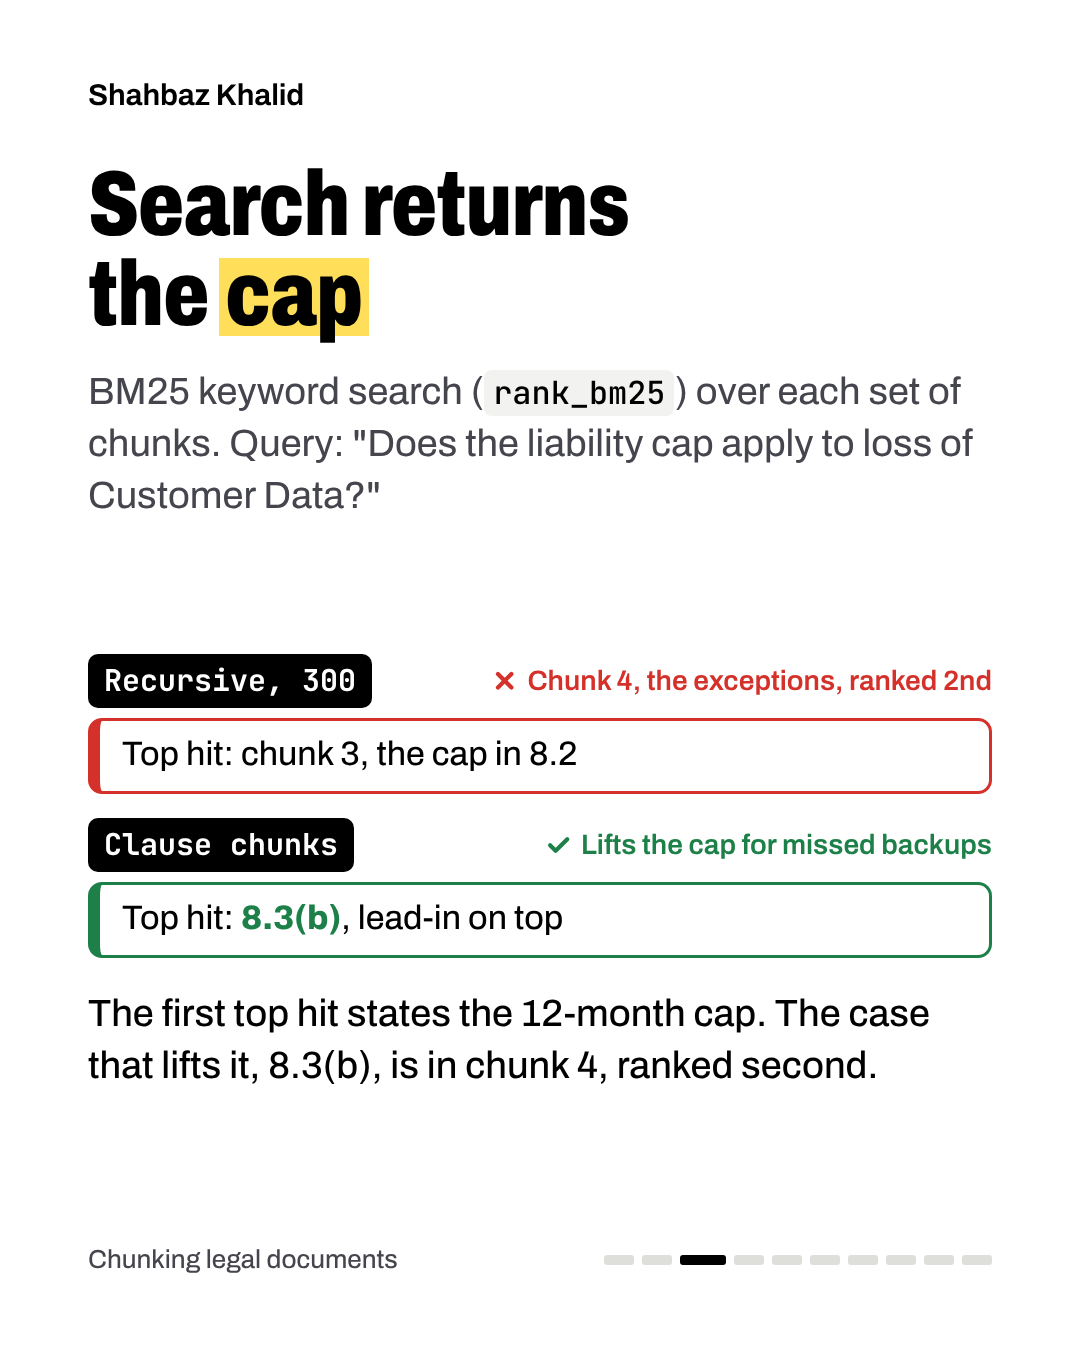 Shahbaz Khalid
Search returns
the cap
BM25 keyword search (rank_bm25) over each set of
chunks. Query: "Does the liability cap apply to loss of
Customer Data?"
Recursive, 300
Chunk 4, the exceptions, ranked 2nd
Top hit: chunk 3, the cap in 8.2
Clause chunks
Lifts the cap for missed backups
Top hit: 8.3(b), lead-in on top
The first top hit states the 12-month cap. The case
that lifts it, 8.3(b), is in chunk 4, ranked second.
Chunking legal documents